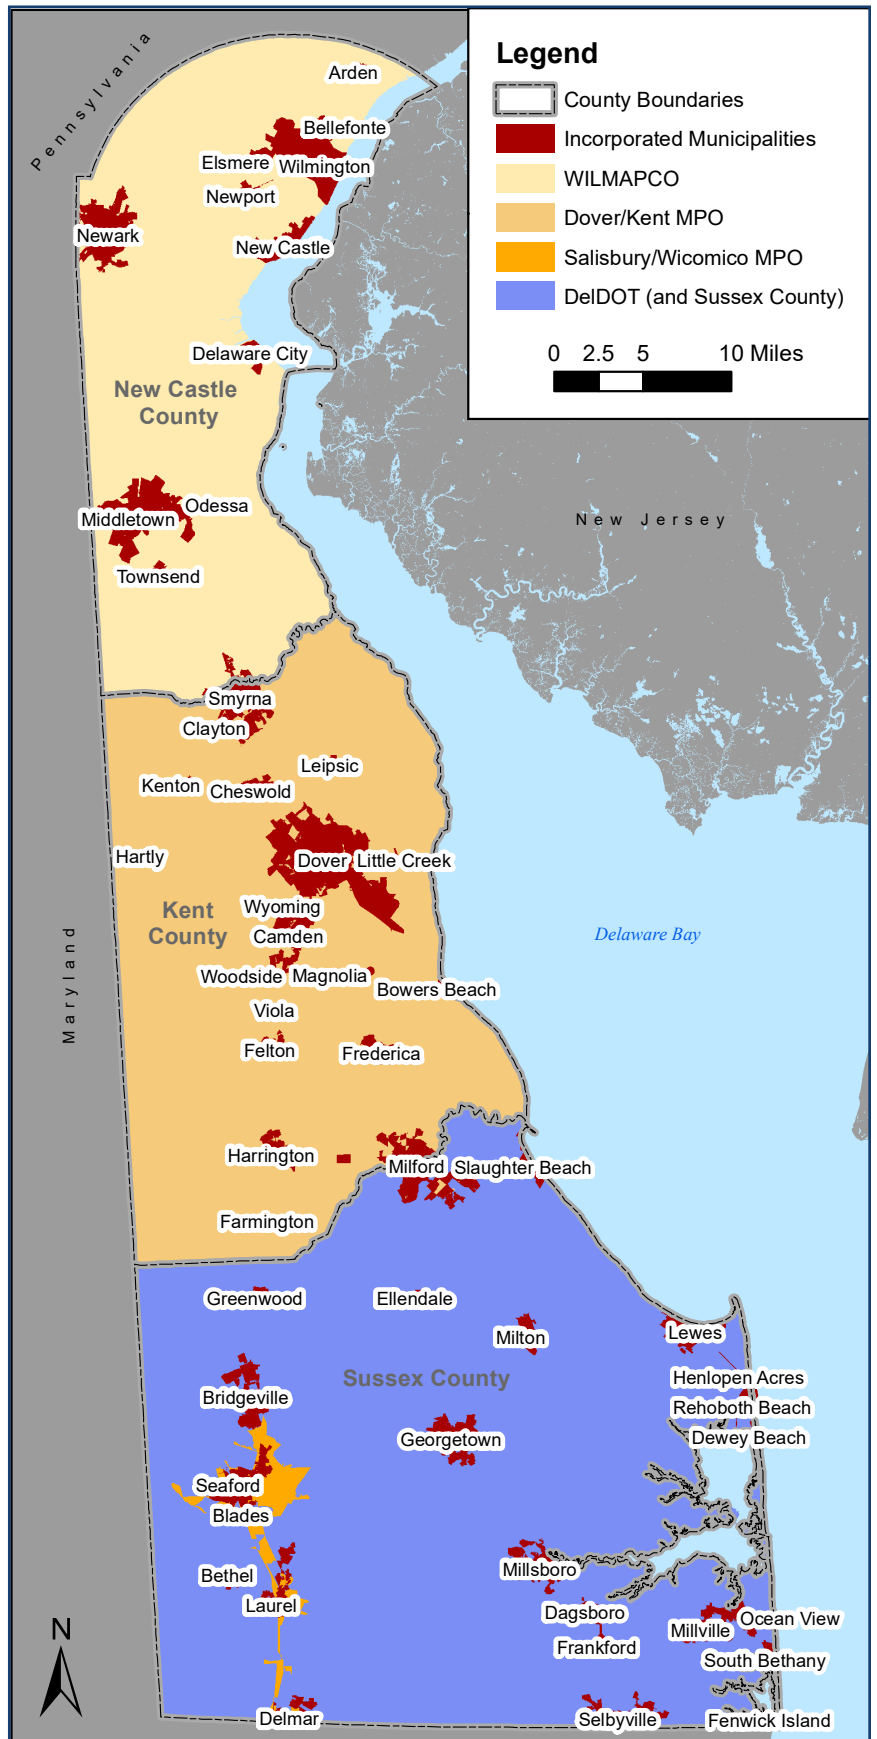 Legend
County Boundaries
Incorporated Municipalities
WILMAPCO
Dover/Kent MPO
Salisbury/Wicomico MPO
DelDOT (and Sussex County)
0 2.5 5 10 Miles
Pennsylvania
Arden
Bellefonte
Elsmere
Wilmington
Newport
Newark
New Castle
Delaware City
New Castle
County
Odessa
Middletown
New Jersey
Townsend
Smyrna
Clayton
Leipsic
Kenton
Cheswold
Hartly
Dover
Little Creek
Wyoming
Kent
County
Camden
Delaware Bay
Maryland
Woodside
Magnolia
Bowers Beach
Viola
Felton
Frederica
Harrington
Milford
Slaughter Beach
Farmington
Greenwood
Ellendale
Milton
Lewes
Sussex County
Henlopen Acres
Bridgeville
Rehoboth Beach
Georgetown
Dewey Beach
Seaford
Blades
Bethel
Millsboro
Laurel
Dagsboro
Ocean View
Millville
Frankford
South Bethany
N
Delmar
Selbyville
Fenwick Island